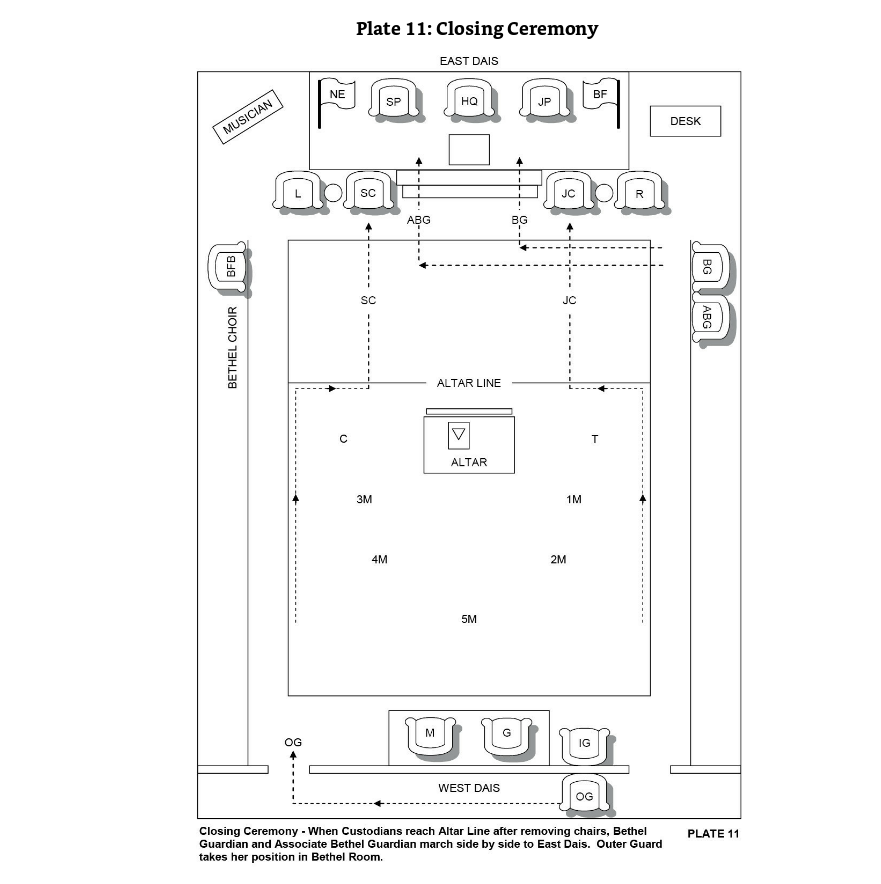 Plate 11: Closing Ceremony
EAST DAIS
NE
SP
HQ
JP
BF
MUSICIAN
DESK
L
SC
JC
R
ABG
BG
BFB
BG
ABG
SC
JC
BETHEL CHOIR
ALTAR LINE
C
T
ALTAR
3M
1M
4M
2M
5M
M
G
IG
OG
WEST DAIS
OG
Closing Ceremony - When Custodians reach Altar Line after removing chairs, Bethel
Guardian and Associate Bethel Guardian march side by side to East Dais. Outer Guard
takes her position in Bethel Room.
PLATE 11